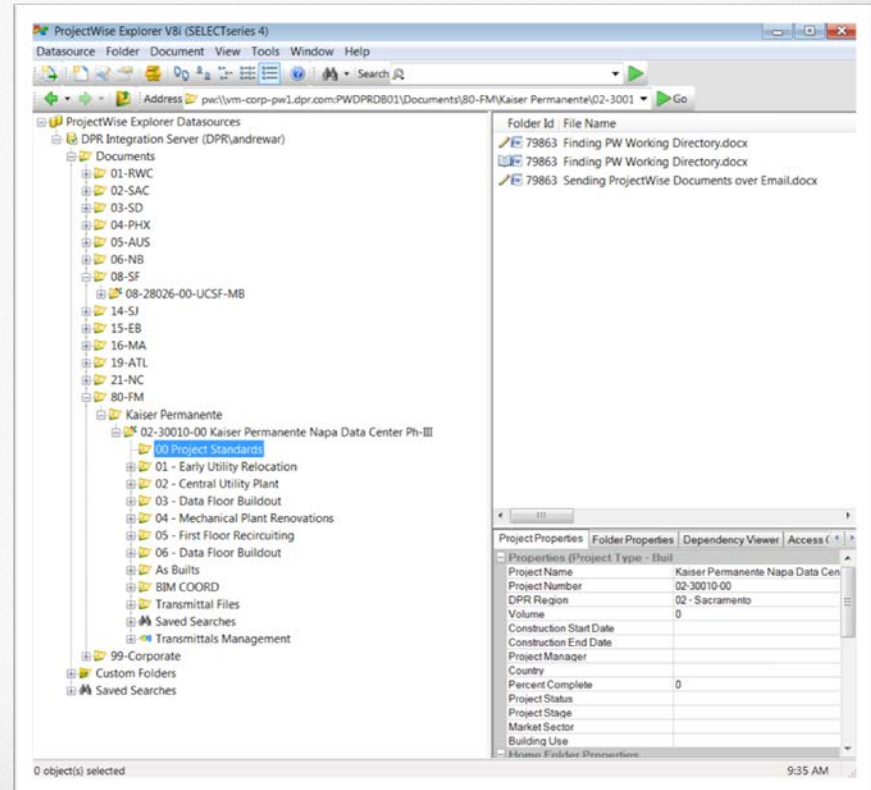 ProjectWise Explorer V8i (SELECTseries 4)
Datasource Folder Document View Tools Window Help
Search
Address pw:\\vm-corp-pw1.dpr.com:PWDPRDB01\Documents\80-FM\Kaiser Permanente\02-3001 Go
ProjectWise Explorer Datasources
DPR Integration Server (DPR\andrewar)
Documents
01-RWC
02-SAC
03-SD
04-PHX
05-AUS
06-NB
08-SF
08-28026-00-UCSF-MB
14-SJ
15-EB
16-MA
19-ATL
21-NC
80-FM
Kaiser Permanente
02-30010-00 Kaiser Permanente Napa Data Center Ph-III
00 Project Standards
01 - Early Utility Relocation
02 - Central Utility Plant
03 - Data Floor Buildout
04 - Mechanical Plant Renovations
05 - First Floor Recircuiting
06 - Data Floor Buildout
As Builts
BIM COORD
Transmittal Files
Saved Searches
Transmittals Management
99-Corporate
Custom Folders
Saved Searches
Folder Id File Name
79863 Finding PW Working Directory.docx
79863 Finding PW Working Directory.docx
79863 Sending ProjectWise Documents over Email.docx
Project Properties Folder Properties Dependency Viewer Access (
Properties (Project Type - Buil
Project Name Kaiser Permanente Napa Data Cen
Project Number 02-30010-00
DPR Region 02 - Sacramento
Volume 0
Construction Start Date
Construction End Date
Project Manager
Country
Percent Complete 0
Project Status
Project Stage
Market Sector
Building Use
Home Folder Properties
0 object(s) selected 9:35 AM